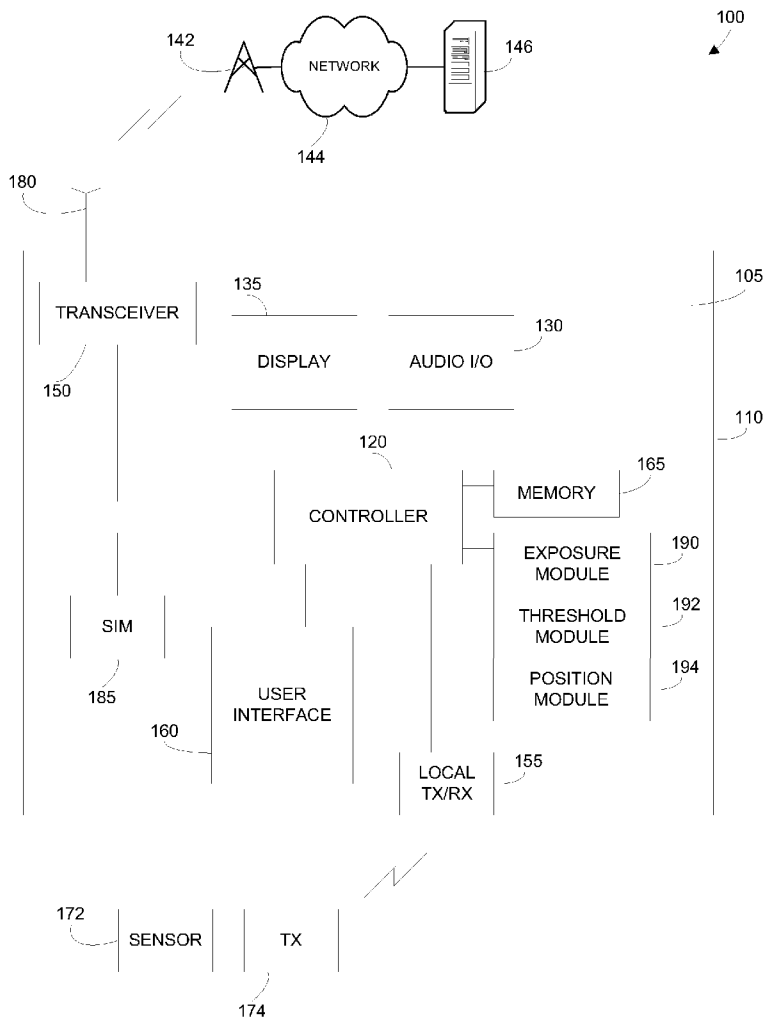 100
142
NETWORK
146
144
180
135
105
TRANSCEIVER
130
DISPLAY
AUDIO I/O
150
110
120
165
MEMORY
CONTROLLER
190
EXPOSURE
MODULE
192
THRESHOLD
MODULE
SIM
194
POSITION
MODULE
185
USER
INTERFACE
160
155
LOCAL
TX/RX
172
SENSOR
TX
174